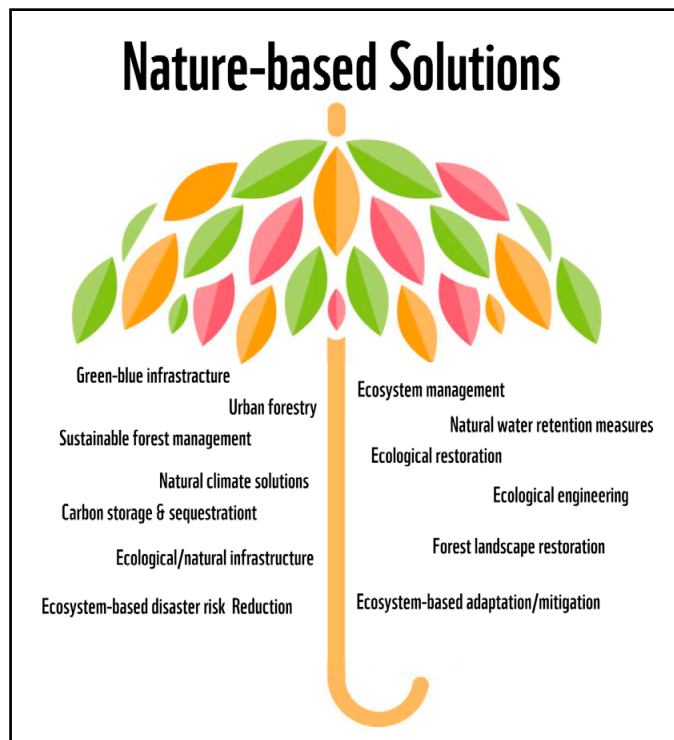 Nature-based Solutions
Green-blue infrastracture
Urban forestry
Sustainable forest management
Natural climate solutions
Carbon storage & sequestrationt
Ecological/natural infrastructure
Ecosystem-based disaster risk Reduction
Ecosystem management
Natural water retention measures
Ecological restoration
Ecological engineering
Forest landscape restoration
Ecosystem-based adaptation/mitigation